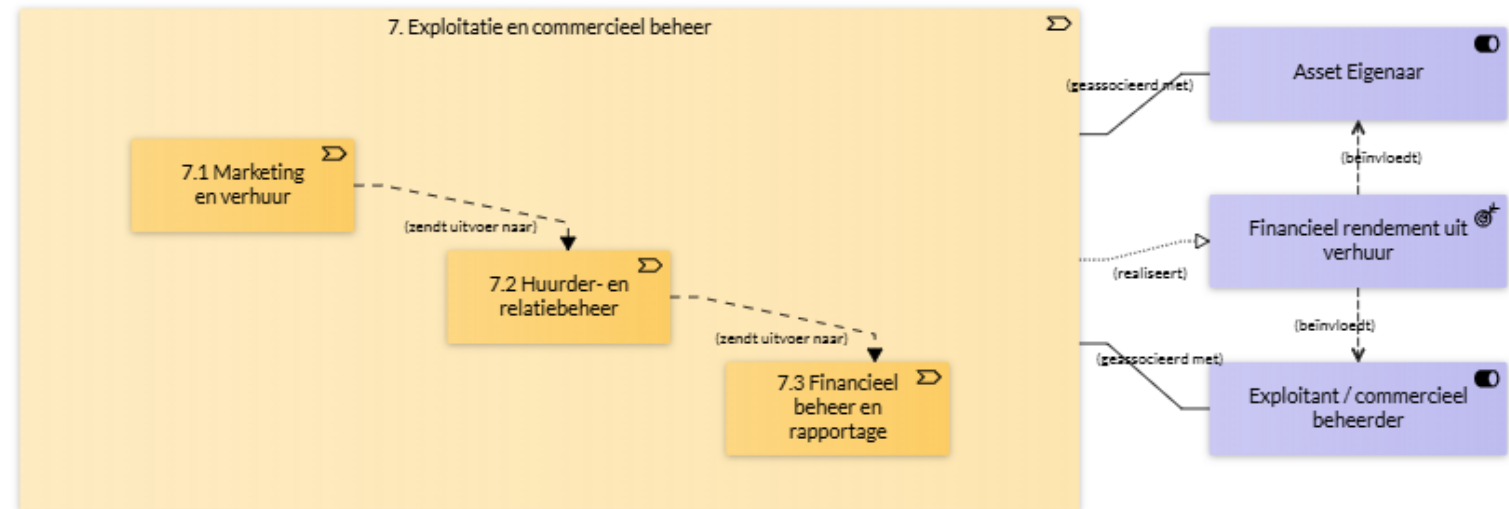 7. Exploitatie en commercieel beheer
(geassocieerd met)
Asset Eigenaar
(beïnvloedt)
7.1 Marketing
en verhuur
(zendt uitvoer naar)
Financieel rendement uit
verhuur
7.2 Huurder- en
relatiebeheer
(realiseert)
(zendt uitvoer naar)
(beïnvloedt)
(geassocieerd met)
7.3 Financieel
beheer en
rapportage
Exploitant / commercieel
beheerder